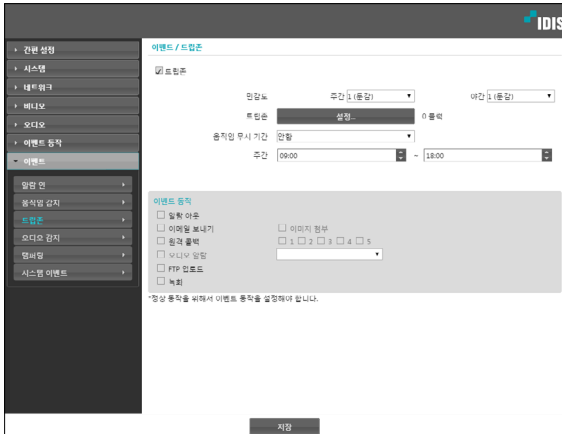 IDIS
간편 설정
시스템
네트워크
비디오
오디오
이벤트 동작
이벤트
알람 인
움직임 감지
트립존
오디오 감지
탬퍼링
시스템 이벤트
이벤트 / 트립존
트립존
민감도 주간 1 (둔감) 야간 1 (둔감)
트립존 설정... 0 블럭
움직임 무시 기간 안함
주간 09:00 ~ 18:00
이벤트 동작
알람 아웃
이메일 보내기 이미지 첨부
원격 콜백 1 2 3 4 5
오디오 알람
FTP 업로드
녹화
*정상 동작을 위해서 이벤트 동작을 설정해야 합니다.
저장